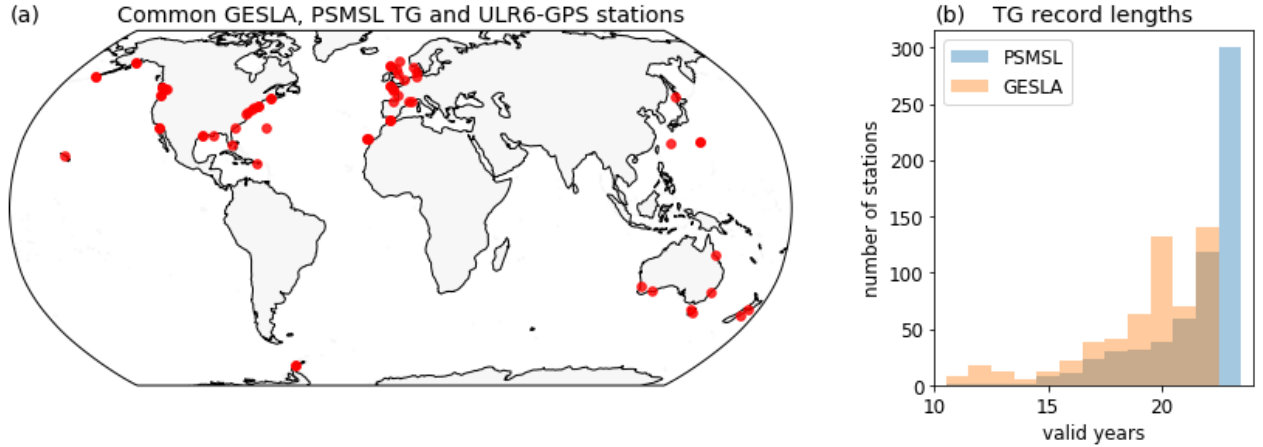 (a) Common GESLA, PSMSL TG and ULR6-GPS stations
(b) TG record lengths
PSMSL
GESLA
number of stations
300
250
200
150
100
50
0
10 15 20
valid years